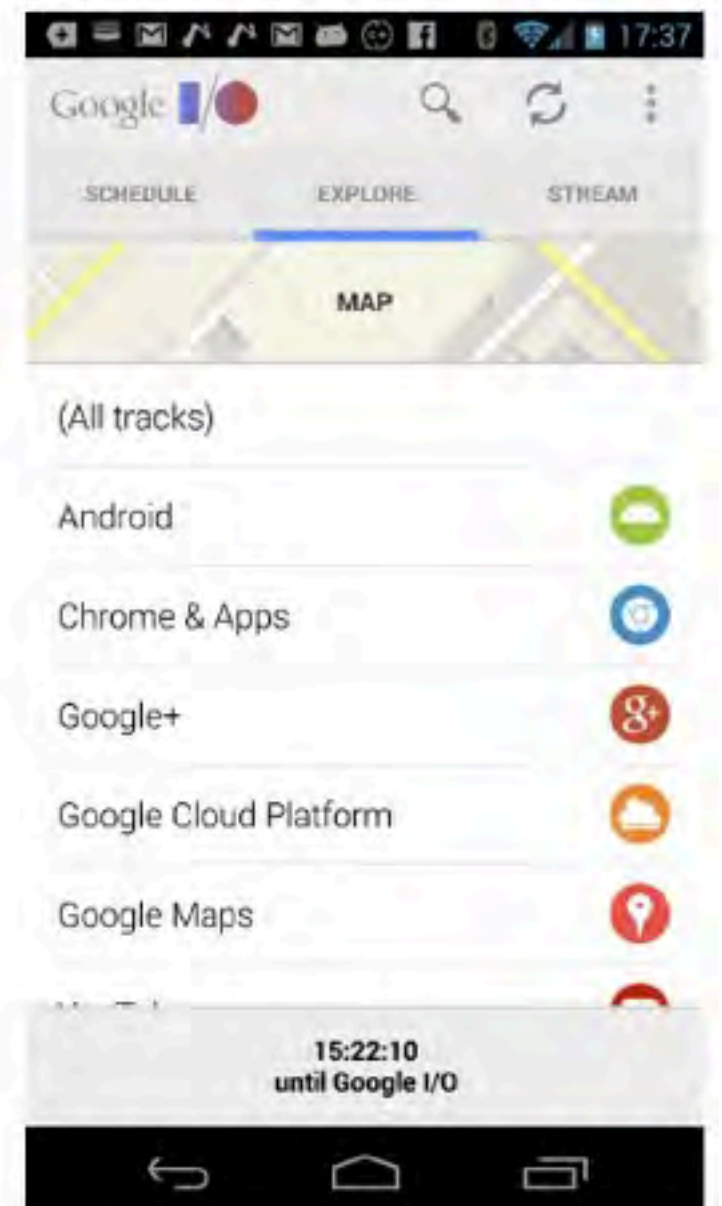 17:37
Google I/O
SCHEDULE EXPLORE STREAM
MAP
(All tracks)
Android
Chrome & Apps
Google+
g+
Google Cloud Platform
Google Maps
15:22:10
until Google I/O